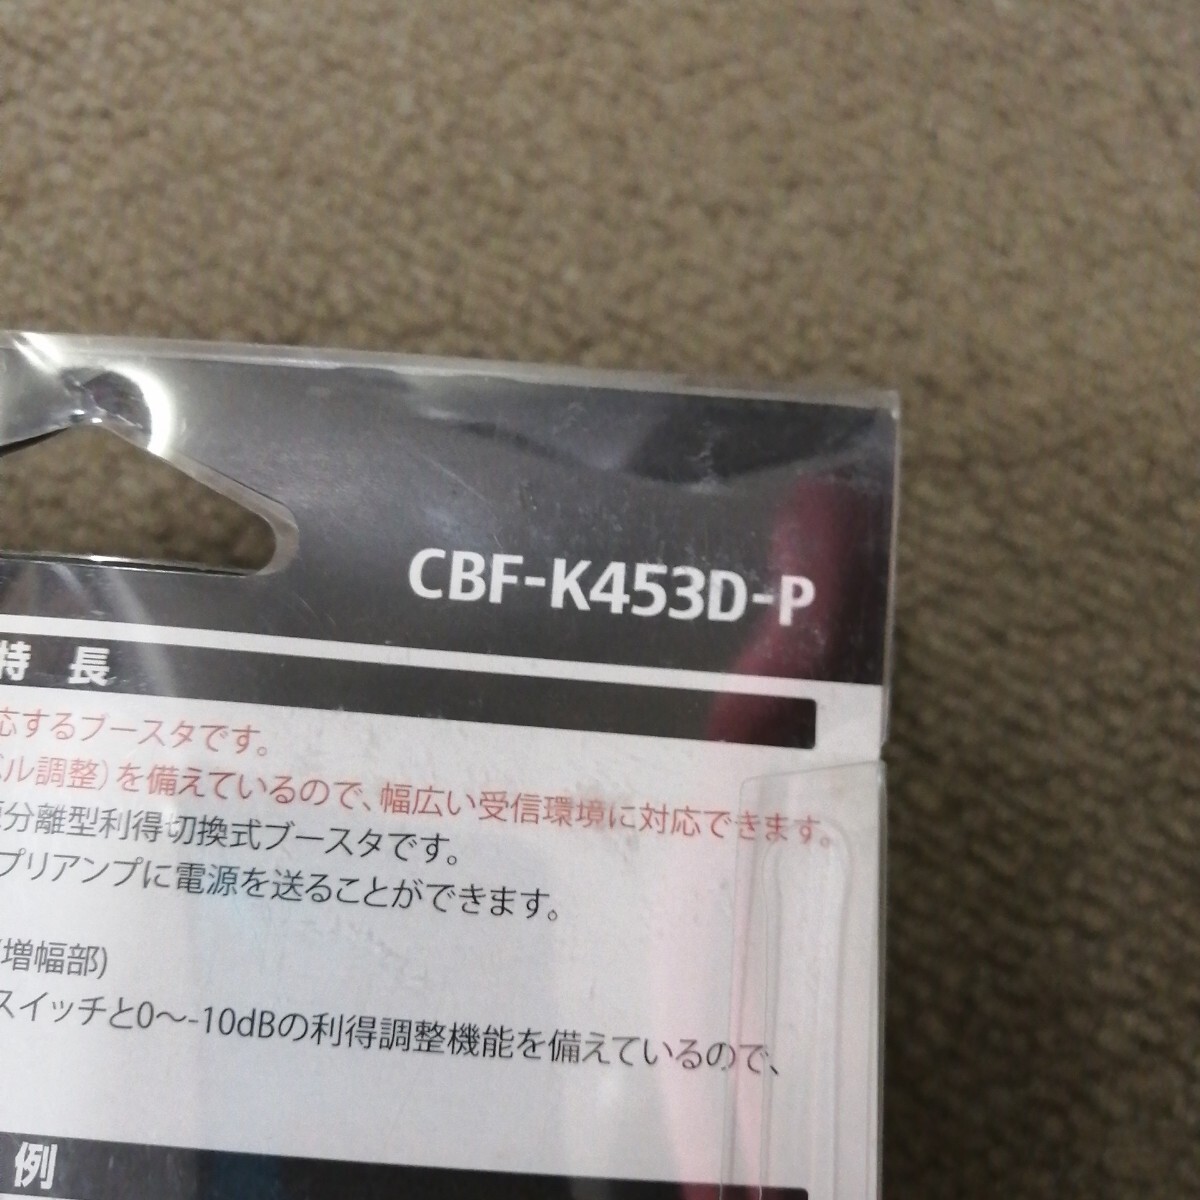 CBF-K453D-P
特 長
応するブースタです。
ベル調整)を備えているので、幅広い受信環境に対応できます。
分離型利得切換式ブースタです。
プリアンプに電源を送ることができます。
(増幅部)
スイッチと0〜-10dBの利得調整機能を備えているので、
例